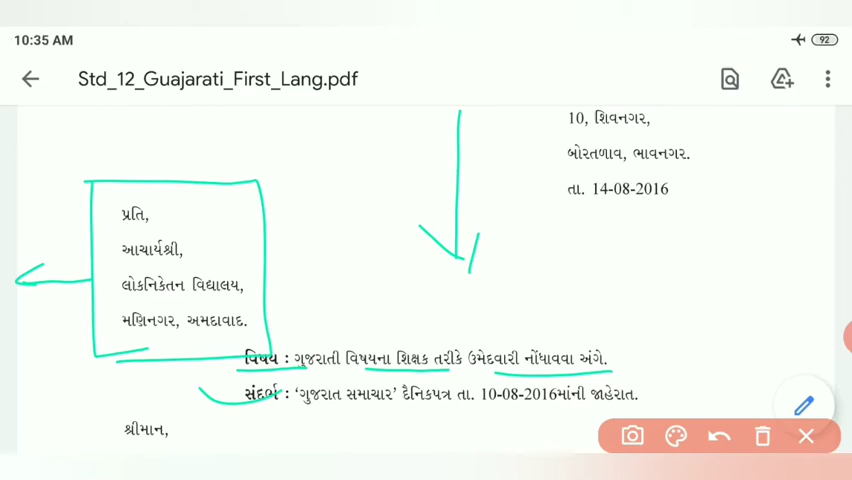 10:35 AM
92
Std_12_Guajarati_First_Lang.pdf
10, શિવનગર,
બોરતળાવ, ભાવનગર.
તા. 14-08-2016
પ્રતિ,
આચાર્યશ્રી,
લોકનિકેતન વિદ્યાલય,
મણિનગર, અમદાવાદ.
વિષય : ગુજરાતી વિષયના શિક્ષક તરીકે ઉમેદવારી નોંધાવવા અંગે.
સંદર્ભ : ‘ગુજરાત સમાચાર’ દૈનિકપત્ર તા. 10-08-2016માંની જાહેરાત.
શ્રીમાન,